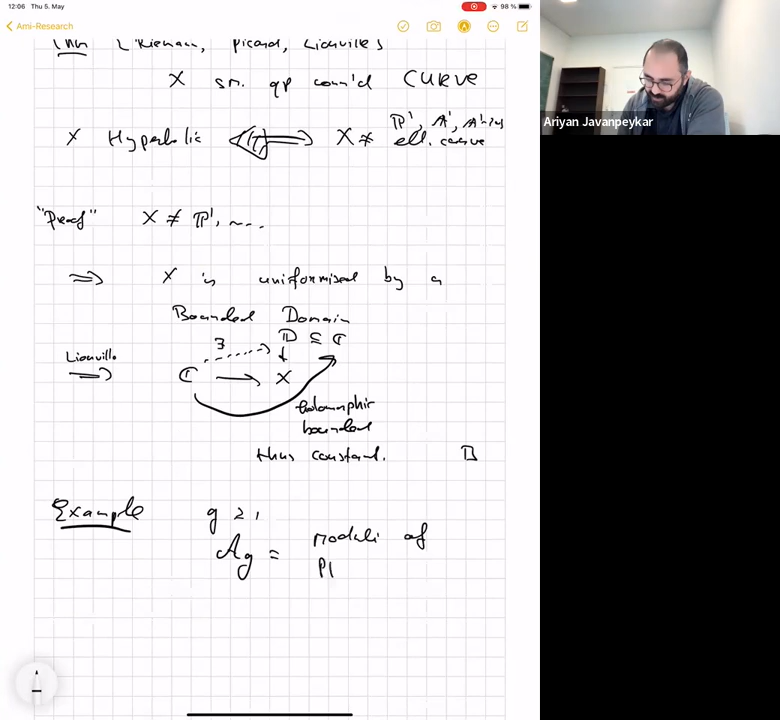 12:06 Thu 5. May
98 %
Ami-Research
Thm (Riemann, Picard, Liouville)
X sm. qp conn'd CURVE
X Hyperbolic ⟺ X ≠ P¹, A¹, A¹∖{0}
ell. curve
"Proof" X ≠ P¹, ....
⟹ X is uniformised by a
Bounded Domain
∃ D ⊆ C
Liouville
⟹ C ⟶ X
holomorphic
bounded
thus constant. □
Example g ≥ 1
Ag = moduli of
PP
Ariyan Javanpeykar